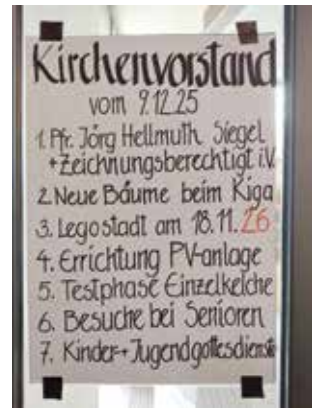 Kirchenvorstand
vom 9.12.25
1. Pfr. Jörg Hellmuth Siegel
+Zeichnungsberechtigt i.V.
2. Neue Bäume beim Kiga
3. Legostadt am 18.11.26
4. Errichtung PV-anlage
5. Testphase Einzelkelche
6. Besuche bei Senioren
7. Kinder-+Jugendgottesdienste